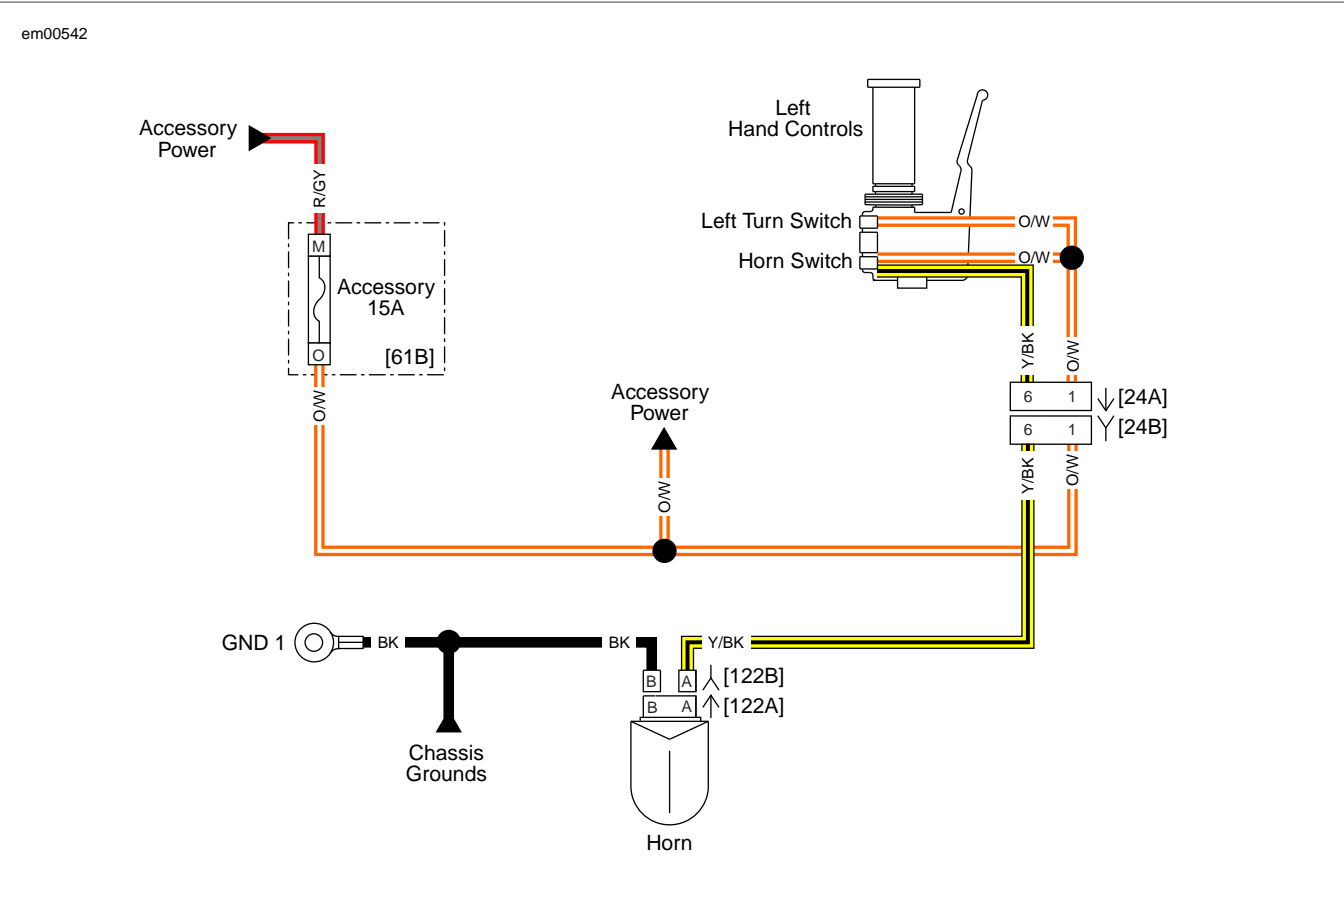 em00542
Left
Hand Controls
Accessory
Power
R/GY
Left Turn Switch
O/W
Horn Switch
O/W
M
Accessory
15A
O
[61B]
Y/BK
O/W
O/W
Accessory
Power
6 1 [24A]
6 1 [24B]
Y/BK
O/W
O/W
GND 1
BK
BK
Y/BK
B A [122B]
B A [122A]
Chassis
Grounds
Horn